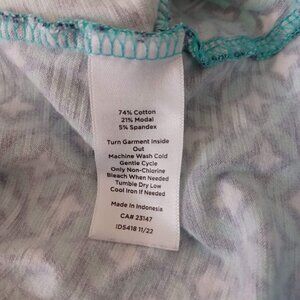 74% Cotton
21% Modal
5% Spandex
Turn Garment Inside
Out
Machine Wash Cold
Gentle Cycle
Only Non-Chlorine
Bleach When Needed
Tumble Dry Low
Cool Iron If Needed
Made In Indonesia
CA# 23147
ID5418 11/22